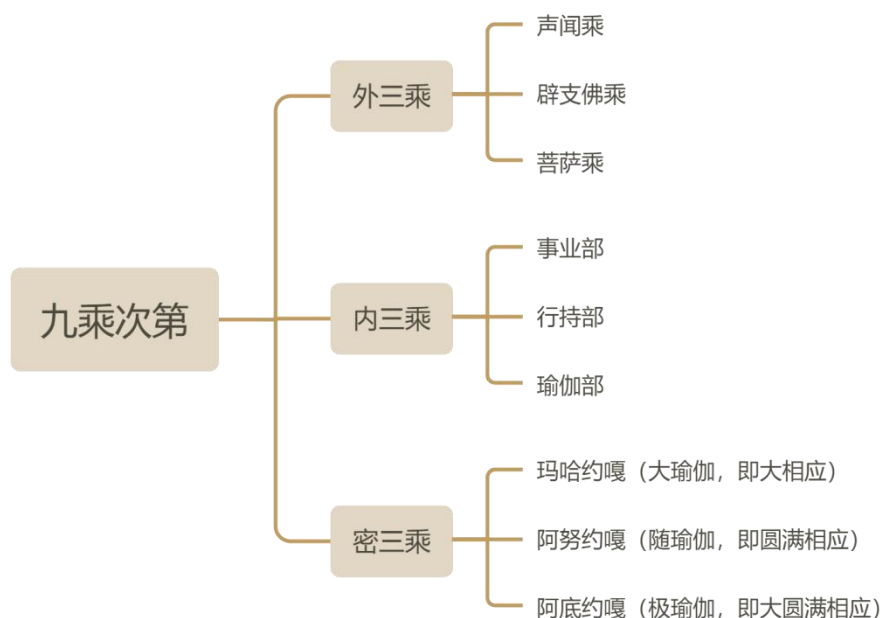 九乘次第
外三乘
声闻乘
辟支佛乘
菩萨乘
内三乘
事业部
行持部
瑜伽部
密三乘
玛哈约嘎（大瑜伽，即大相应）
阿努约嘎（随瑜伽，即圆满相应）
阿底约嘎（极瑜伽，即大圆满相应）